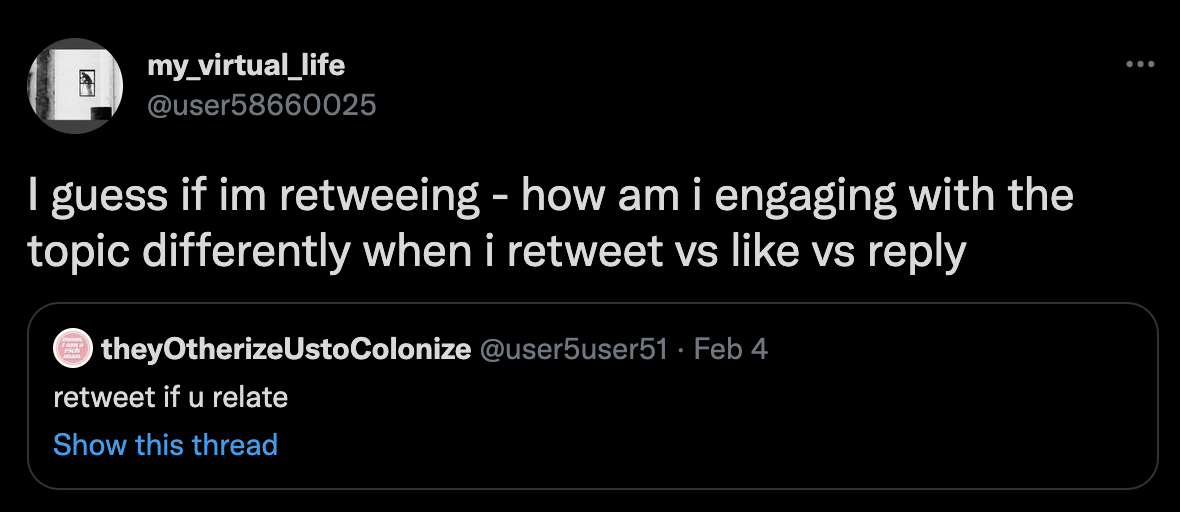 my_virtual_life
@user58660025
I guess if im retweeing - how am i engaging with the
topic differently when i retweet vs like vs reply
theyOtherizeUstoColonize @user5user51 · Feb 4
retweet if u relate
Show this thread